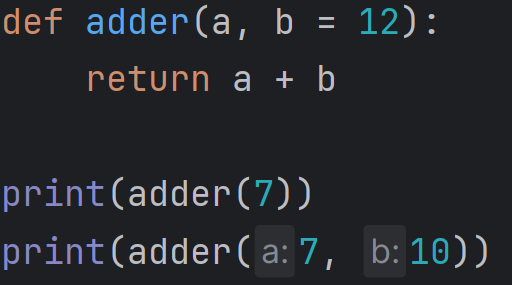 def adder(a, b = 12):
    return a + b
print(adder(7))
print(adder(a:7, b:10))